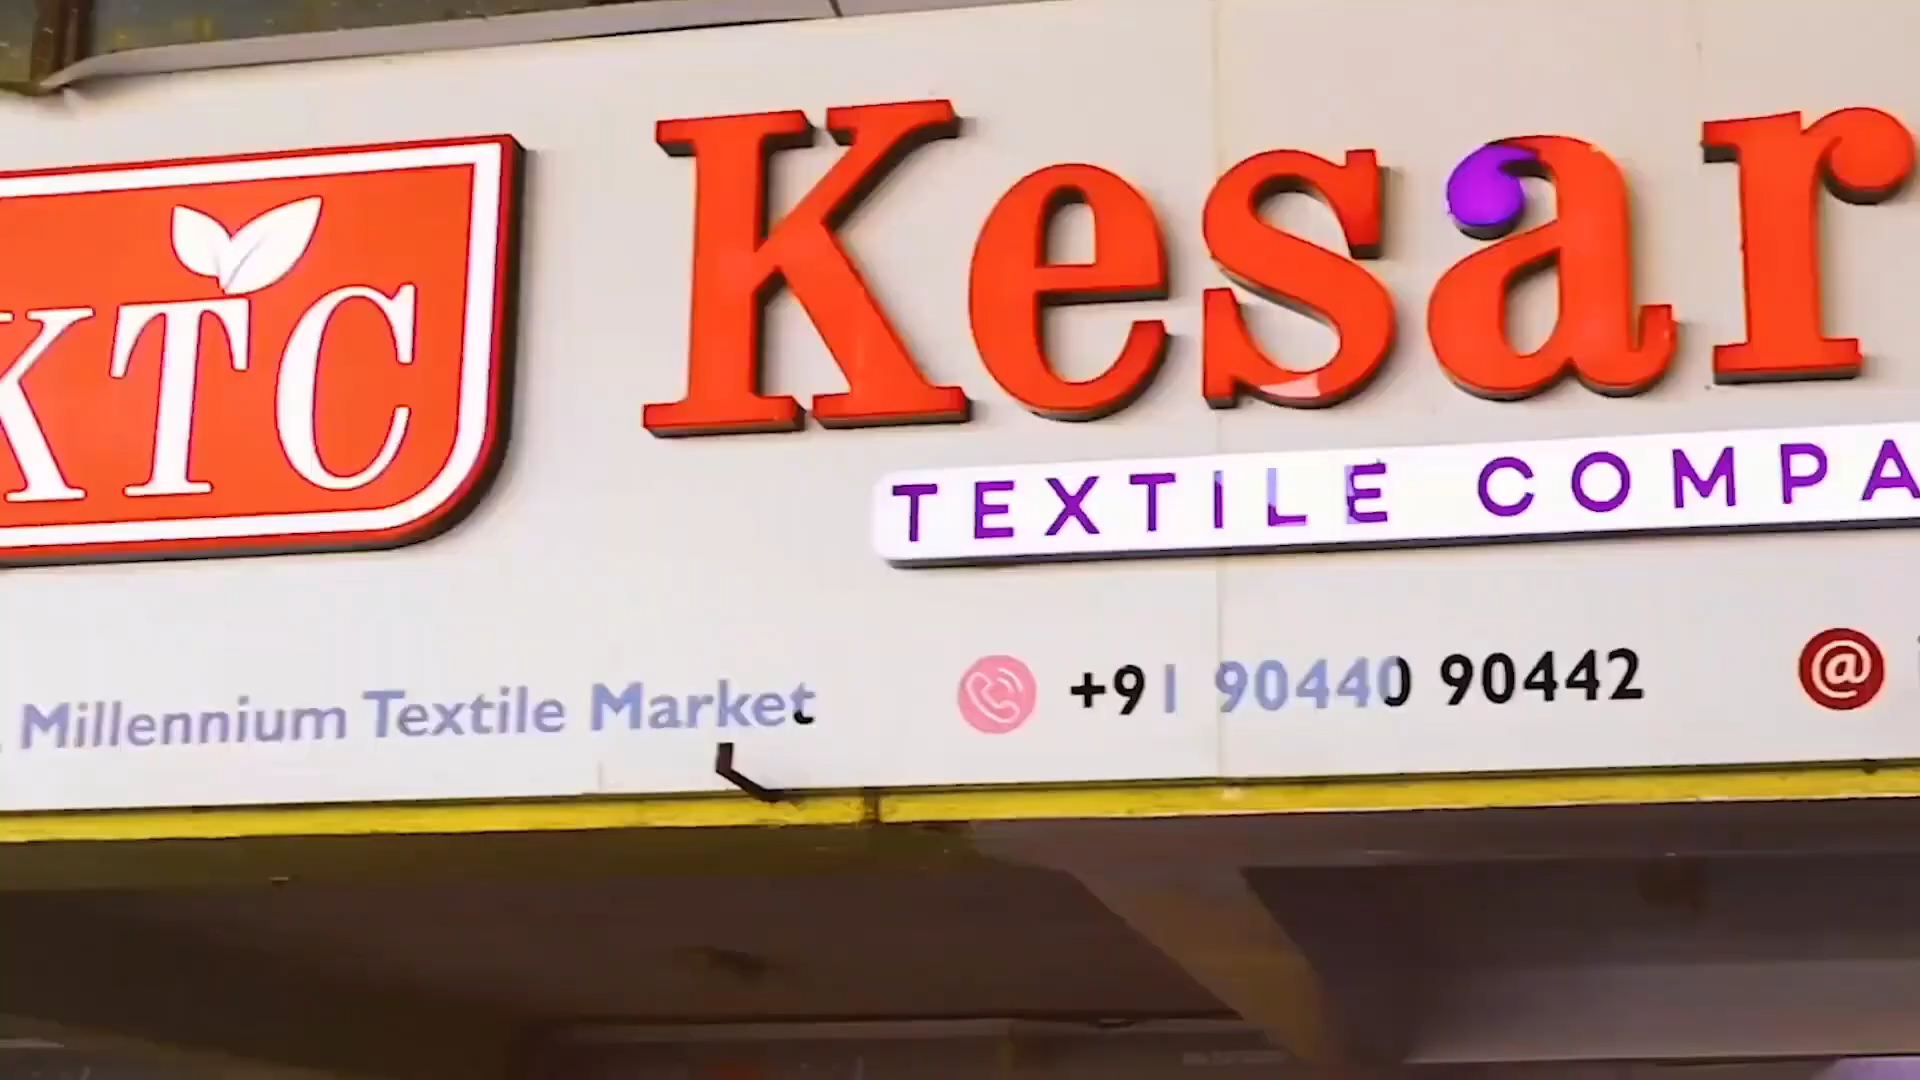 KTC
Kesar
TEXTILE COMPA
Millennium Textile Market +91 90440 90442 @